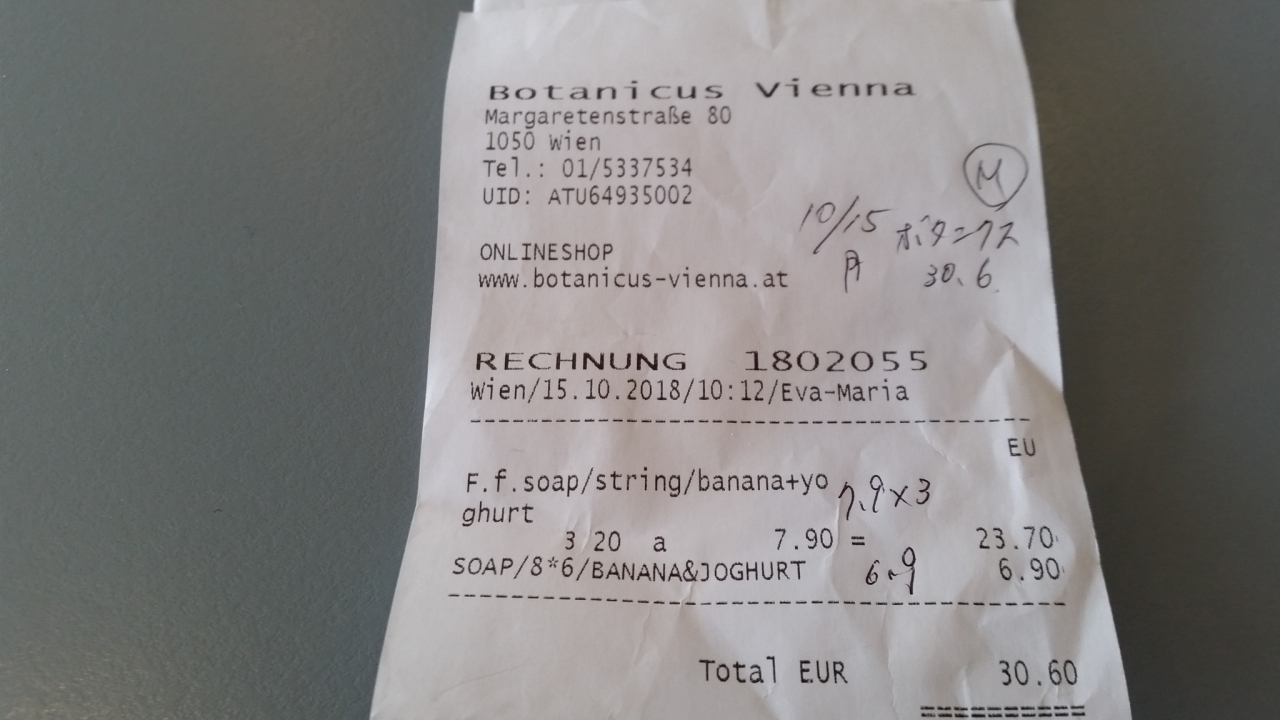 Botanicus Vienna
Margaretenstraße 80
1050 Wien
Tel.: 01/5337534
UID: ATU64935002
M
10/15 ボタニクス
30.6
ONLINESHOP
www.botanicus-vienna.at
RECHNUNG 1802055
Wien/15.10.2018/10:12/Eva-Maria
EU
F.f.soap/string/banana+yo 7.9×3
ghurt
3 20 a 7.90 = 23.70
SOAP/8*6/BANANA&JOGHURT 6.9 6.90
Total EUR 30.60